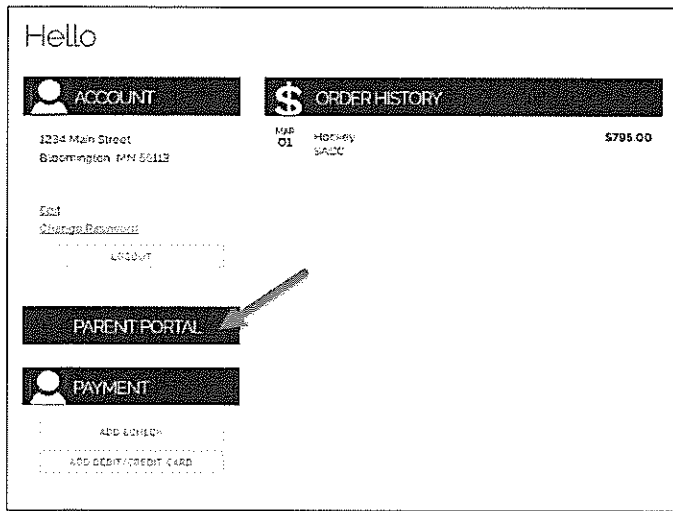 Hello
ACCOUNT
1234 Main Street
Bloomington, MN
Edit
Change Password
LOGOUT
PARENT PORTAL
PAYMENT
ADD ECHECK
ADD DEBIT/CREDIT CARD
$ ORDER HISTORY
MAR
01
Hockey
SACC
$795.00